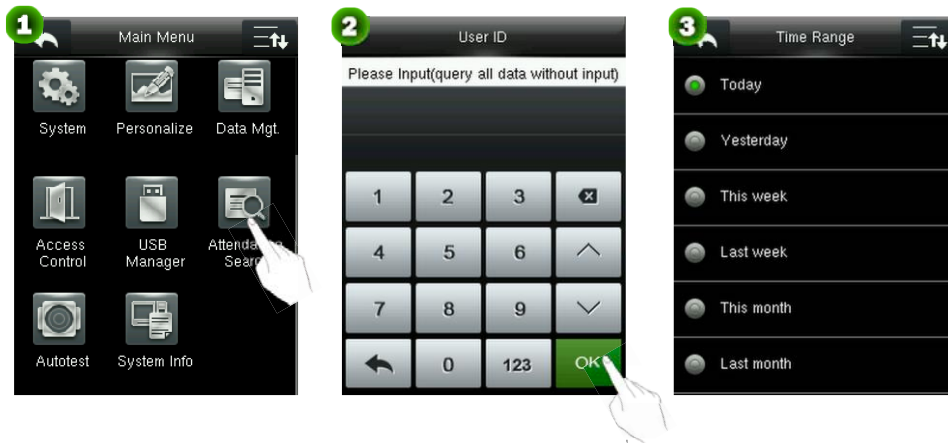 1
Main Menu
System
Personalize
Data Mgt.
Access
Control
USB
Manager
Autotest
System Info
2
User ID
Please Input(query all data without input)
1
2
3
4
5
6
7
8
9
0
123
OK
3
Time Range
Today
Yesterday
This week
Last week
This month
Last month